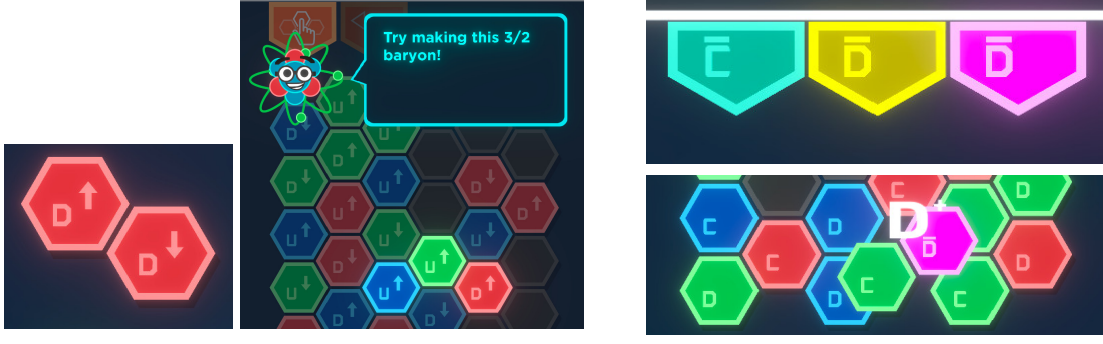 Try making this 3/2
baryon!
U↑
D↓ U↑
D↑
D↓ U↑ D↓
U↑ D↑
U↑ U↓ U↓
D↓ U↑
U↓ U↑ D↑
D↑ D↓
D↑
D↓
C̅ D̅ D̅
C D
C D D⁺
D̅
C D
D D C C